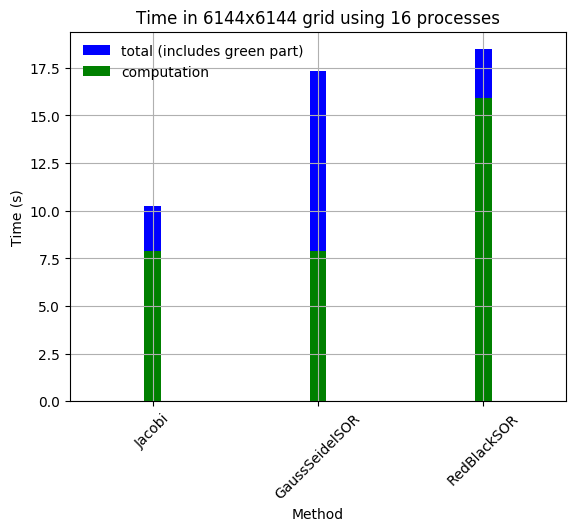 Time in 6144x6144 grid using 16 processes
total (includes green part)
computation
17.5
15.0
12.5
10.0
7.5
5.0
2.5
0.0
Time (s)
Jacobi
GaussSeidelSOR
RedBlackSOR
Method